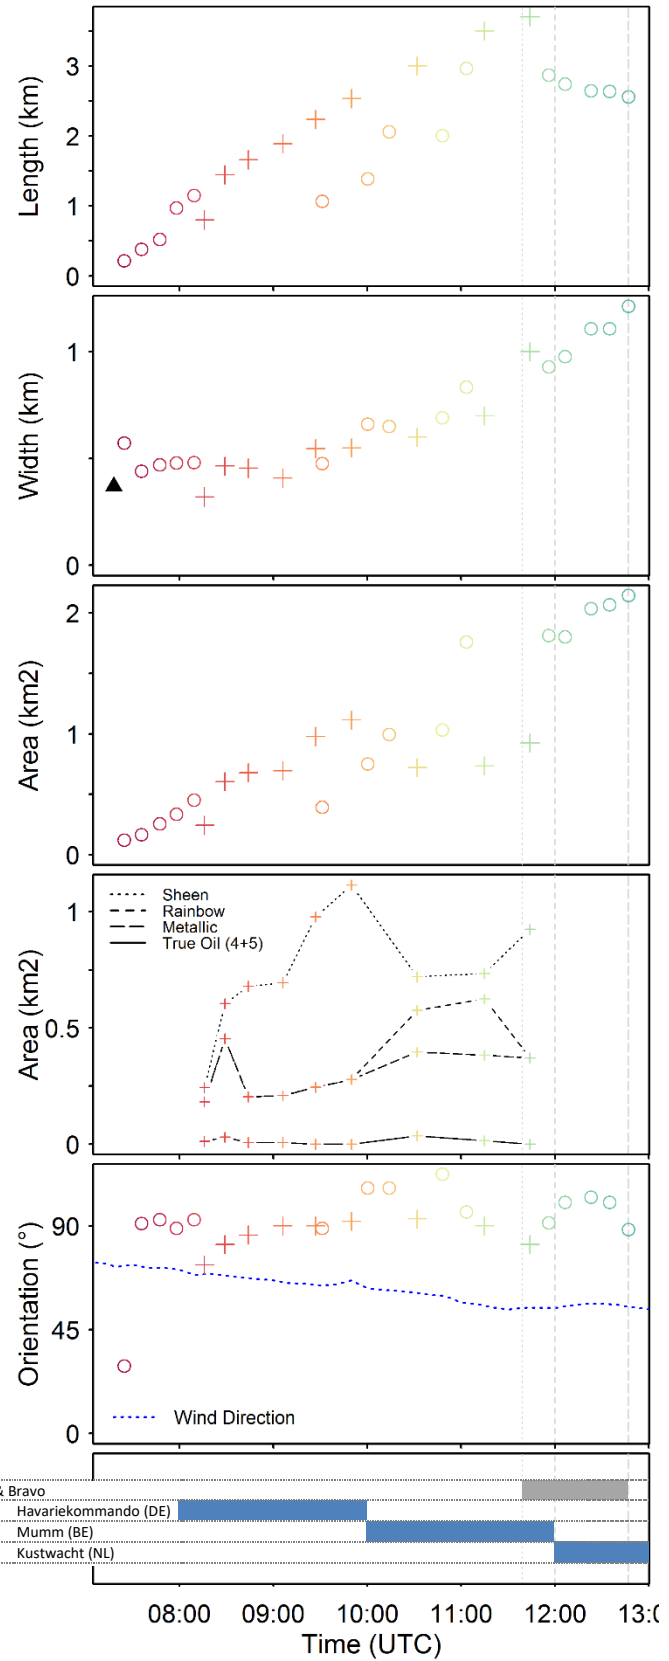 Length (km)
3
2
1
0
Width (km)
1
0
Area (km2)
2
1
0
Area (km2)
1
0.5
0
Sheen
Rainbow
Metallic
True Oil (4+5)
Orientation (°)
90
45
0
Wind Direction
& Bravo
Havariekommando (DE)
Mumm (BE)
Kustwacht (NL)
08:00 09:00 10:00 11:00 12:00 13:0
Time (UTC)